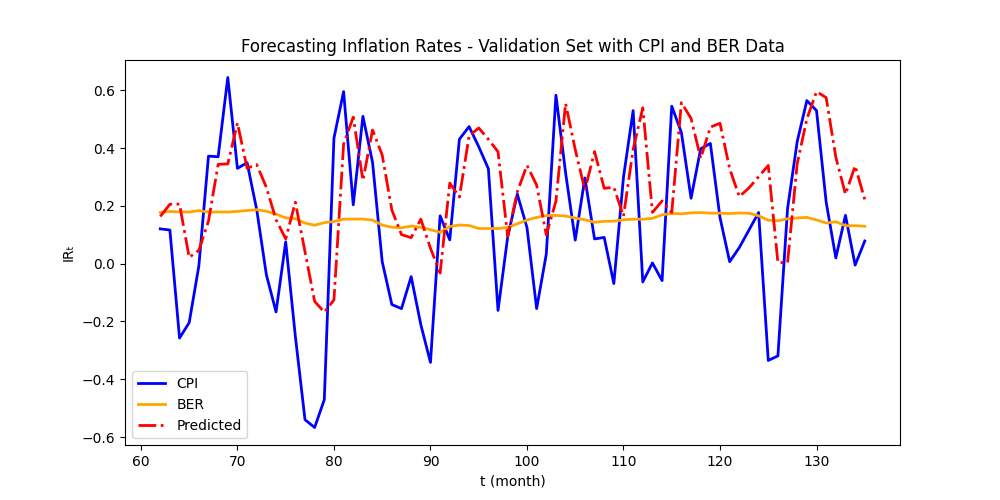 Forecasting Inflation Rates - Validation Set with CPI and BER Data
IRₜ
0.6
0.4
0.2
0.0
−0.2
−0.4
−0.6
CPI
BER
Predicted
60
70
80
90
100
110
120
130
t (month)